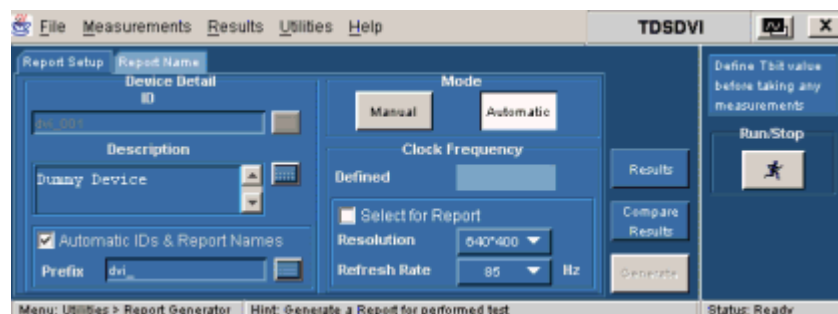 File Measurements Results Utilities Help TDSDVI X
Report Setup Report Name
Device Detail
ID
dvi_001
Description
Dummy Device
Automatic IDs & Report Names
Prefix dvi_
Mode
Manual Automatic
Clock Frequency
Defined
Select for Report
Resolution 640*400
Refresh Rate 85 Hz
Results
Compare
Results
Generate
Define Tbit value
before taking any
measurements
Run/Stop
Menu: Utilities > Report Generator Hint: Generate a Report for performed test Status: Ready